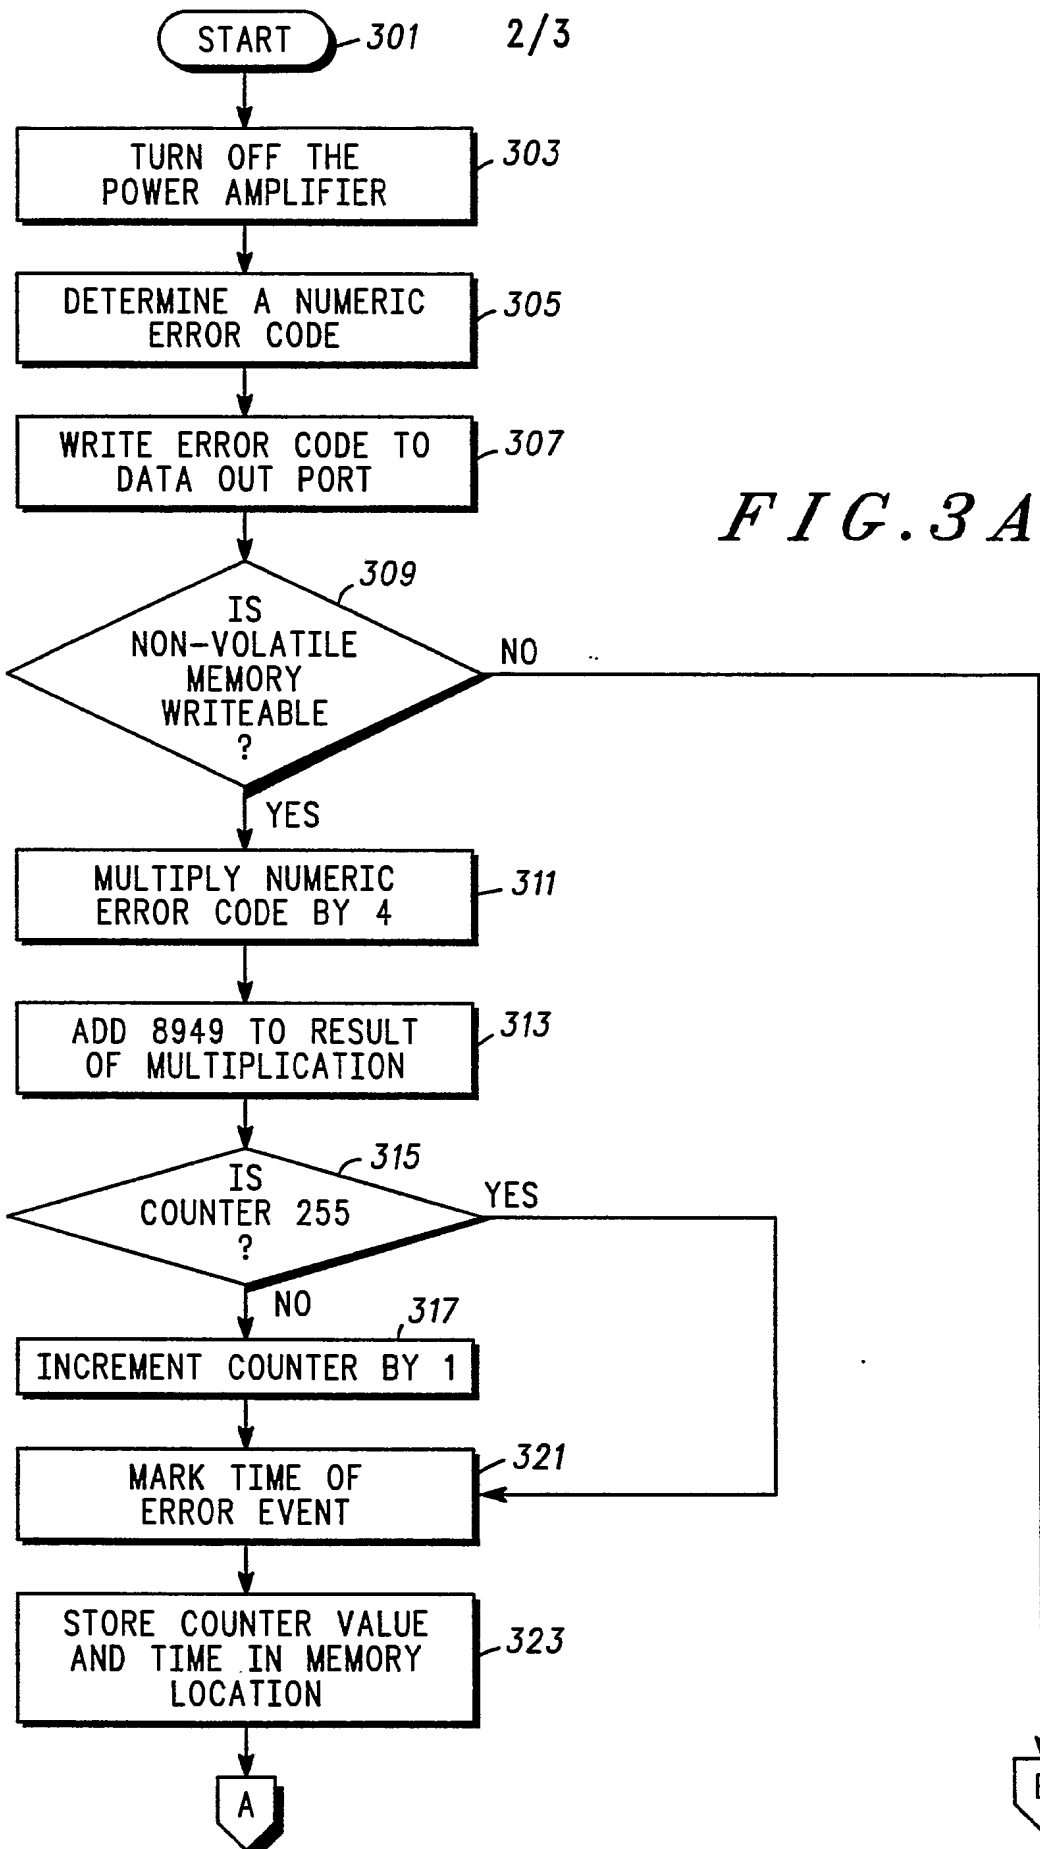 START
301
2/3
TURN OFF THE
POWER AMPLIFIER
303
DETERMINE A NUMERIC
ERROR CODE
305
WRITE ERROR CODE TO
DATA OUT PORT
307
FIG.3A
309
IS
NON-VOLATILE
MEMORY
WRITEABLE
?
NO
YES
MULTIPLY NUMERIC
ERROR CODE BY 4
311
ADD 8949 TO RESULT
OF MULTIPLICATION
313
315
IS
COUNTER 255
?
YES
NO
317
INCREMENT COUNTER BY 1
MARK TIME OF
ERROR EVENT
321
STORE COUNTER VALUE
AND TIME IN MEMORY
LOCATION
323
A